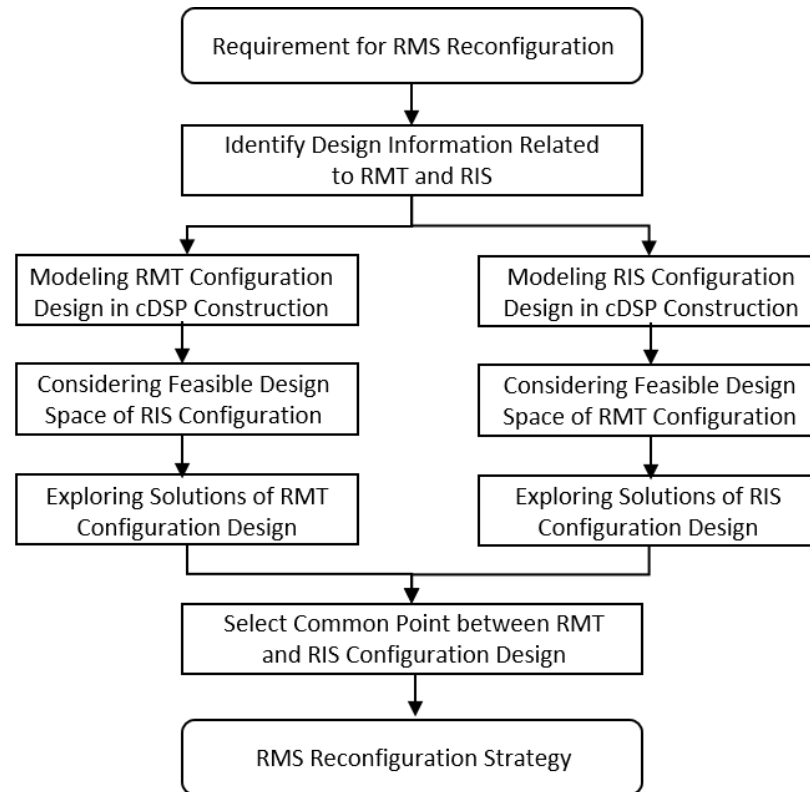 Requirement for RMS Reconfiguration
Identify Design Information Related
to RMT and RIS
Modeling RMT Configuration
Design in cDSP Construction
Considering Feasible Design
Space of RIS Configuration
Exploring Solutions of RMT
Configuration Design
Modeling RIS Configuration
Design in cDSP Construction
Considering Feasible Design
Space of RMT Configuration
Exploring Solutions of RIS
Configuration Design
Select Common Point between RMT
and RIS Configuration Design
RMS Reconfiguration Strategy